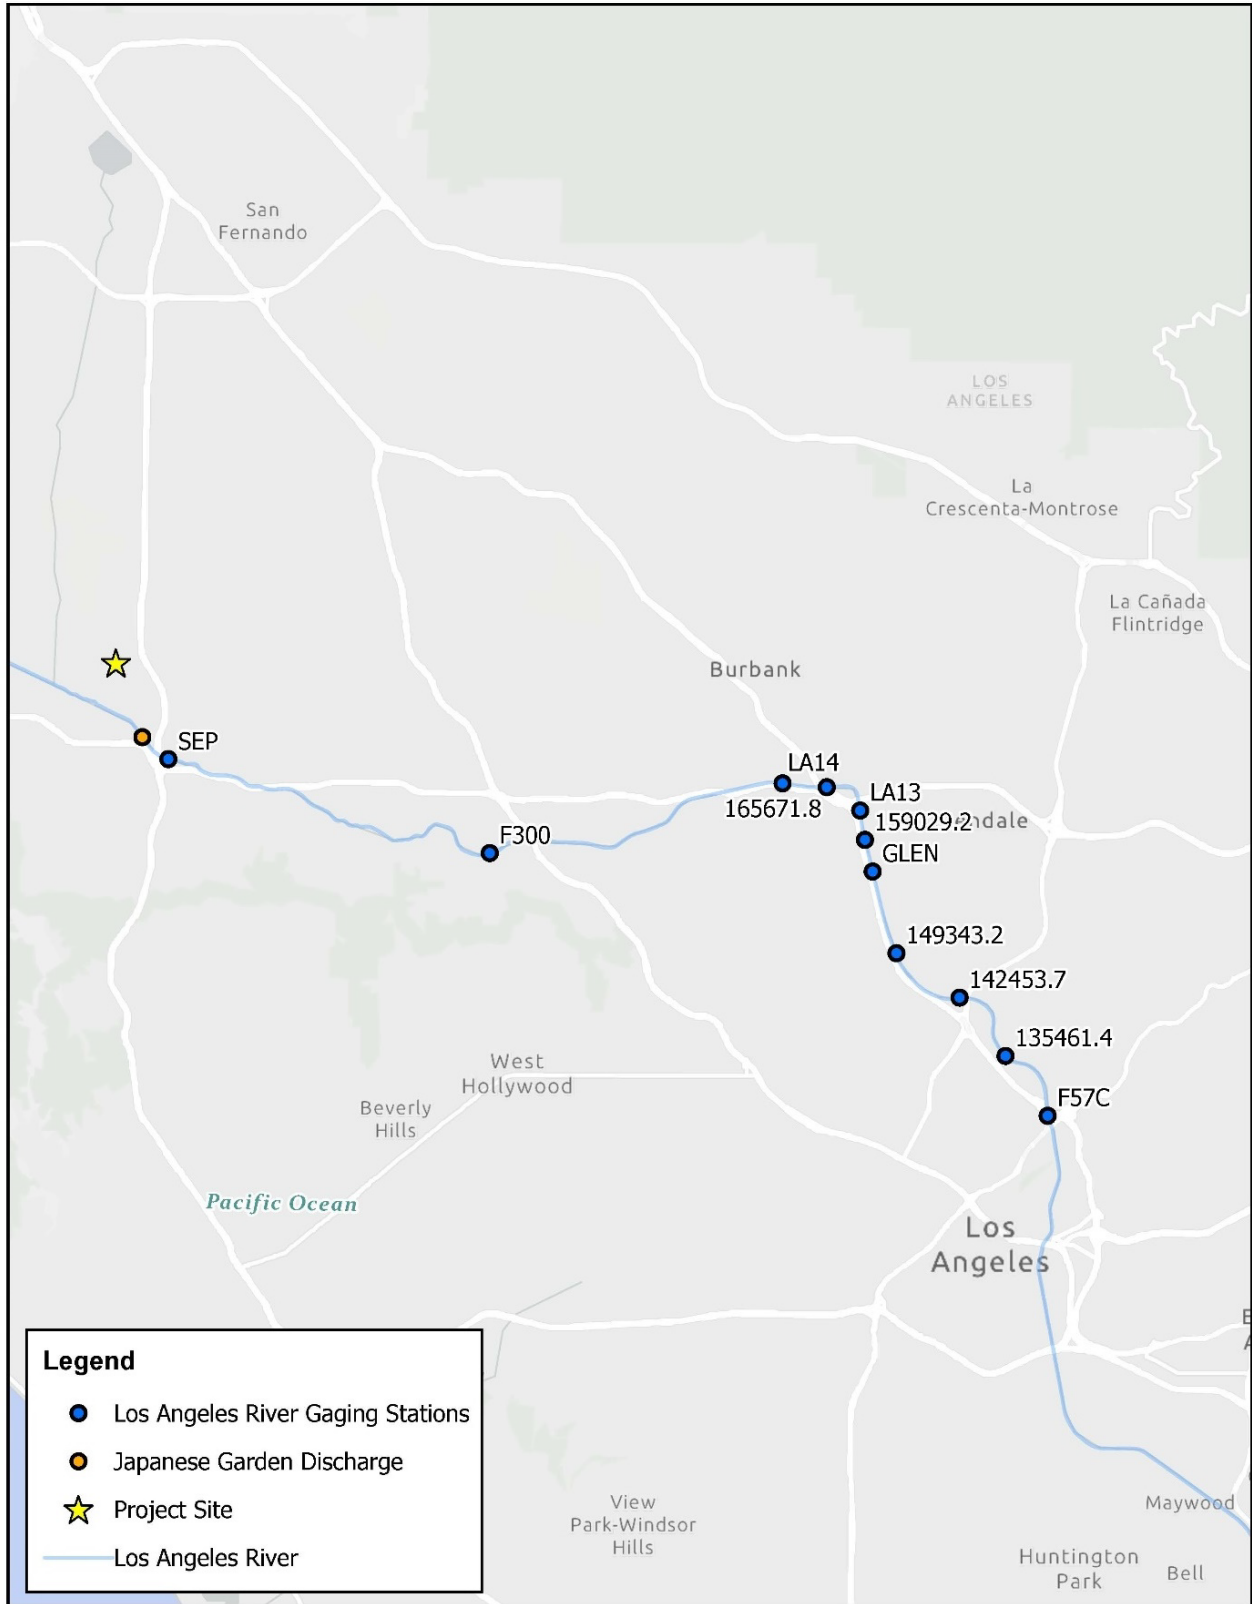 San
Fernando
LOS
ANGELES
La
Crescenta-Montrose
La Cañada
Flintridge
Burbank
SEP
LA14
165671.8
LA13
159029.2
ndale
GLEN
F300
149343.2
142453.7
135461.4
West
Hollywood
F57C
Beverly
Hills
Pacific Ocean
Los
Angeles
Legend
Los Angeles River Gaging Stations
Japanese Garden Discharge
Project Site
Los Angeles River
View
Park-Windsor
Hills
Maywood
Huntington
Park
Bell